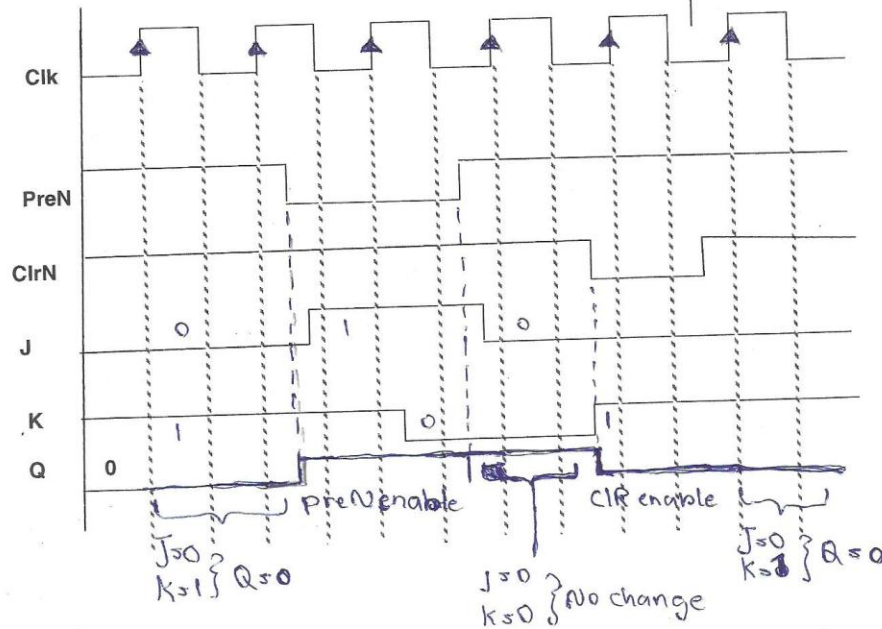 Clk
PreN
ClrN
J 0 1 0
K 1 0 1
Q 0
preN enable ClR enable
J=0
K=1 } Q=0
J=0
K=0 } No change
J=0
K=1 } Q=0